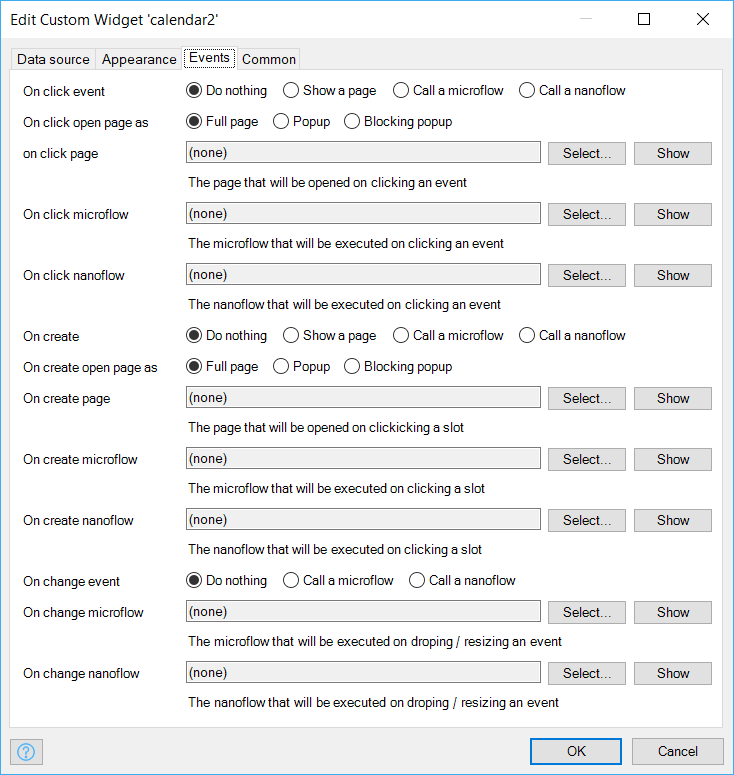 Edit Custom Widget 'calendar2'
Data source Appearance Events Common
On click event Do nothing Show a page Call a microflow Call a nanoflow
On click open page as Full page Popup Blocking popup
on click page (none) Select... Show
The page that will be opened on clicking an event
On click microflow (none) Select... Show
The microflow that will be executed on clicking an event
On click nanoflow (none) Select... Show
The nanoflow that will be executed on clicking an event
On create Do nothing Show a page Call a microflow Call a nanoflow
On create open page as Full page Popup Blocking popup
On create page (none) Select... Show
The page that will be opened on clickicking a slot
On create microflow (none) Select... Show
The microflow that will be executed on clicking a slot
On create nanoflow (none) Select... Show
The nanoflow that will be executed on clicking a slot
On change event Do nothing Call a microflow Call a nanoflow
On change microflow (none) Select... Show
The microflow that will be executed on droping / resizing an event
On change nanoflow (none) Select... Show
The nanoflow that will be executed on droping / resizing an event
? OK Cancel